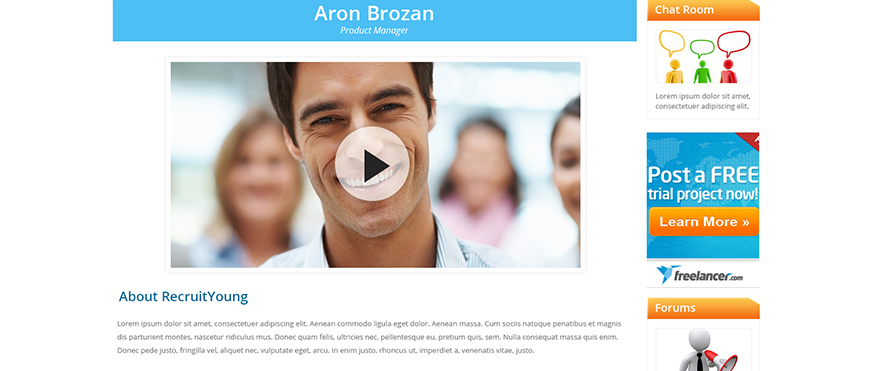 Aron Brozan
Product Manager
About RecruitYoung
Lorem ipsum dolor sit amet, consectetuer adipiscing elit. Aenean commodo ligula eget dolor. Aenean massa. Cum sociis natoque penatibus et magnis
dis parturient montes, nascetur ridiculus mus. Donec quam felis, ultricies nec, pellentesque eu, pretium quis, sem. Nulla consequat massa quis enim.
Donec pede justo, fringilla vel, aliquet nec, vulputate eget, arcu. In enim justo, rhoncus ut, imperdiet a, venenatis vitae, justo.
Chat Room
Lorem ipsum dolor sit amet,
consectetuer adipiscing elit.
Post a FREE
trial project now!
Learn More »
freelancer.com
Forums